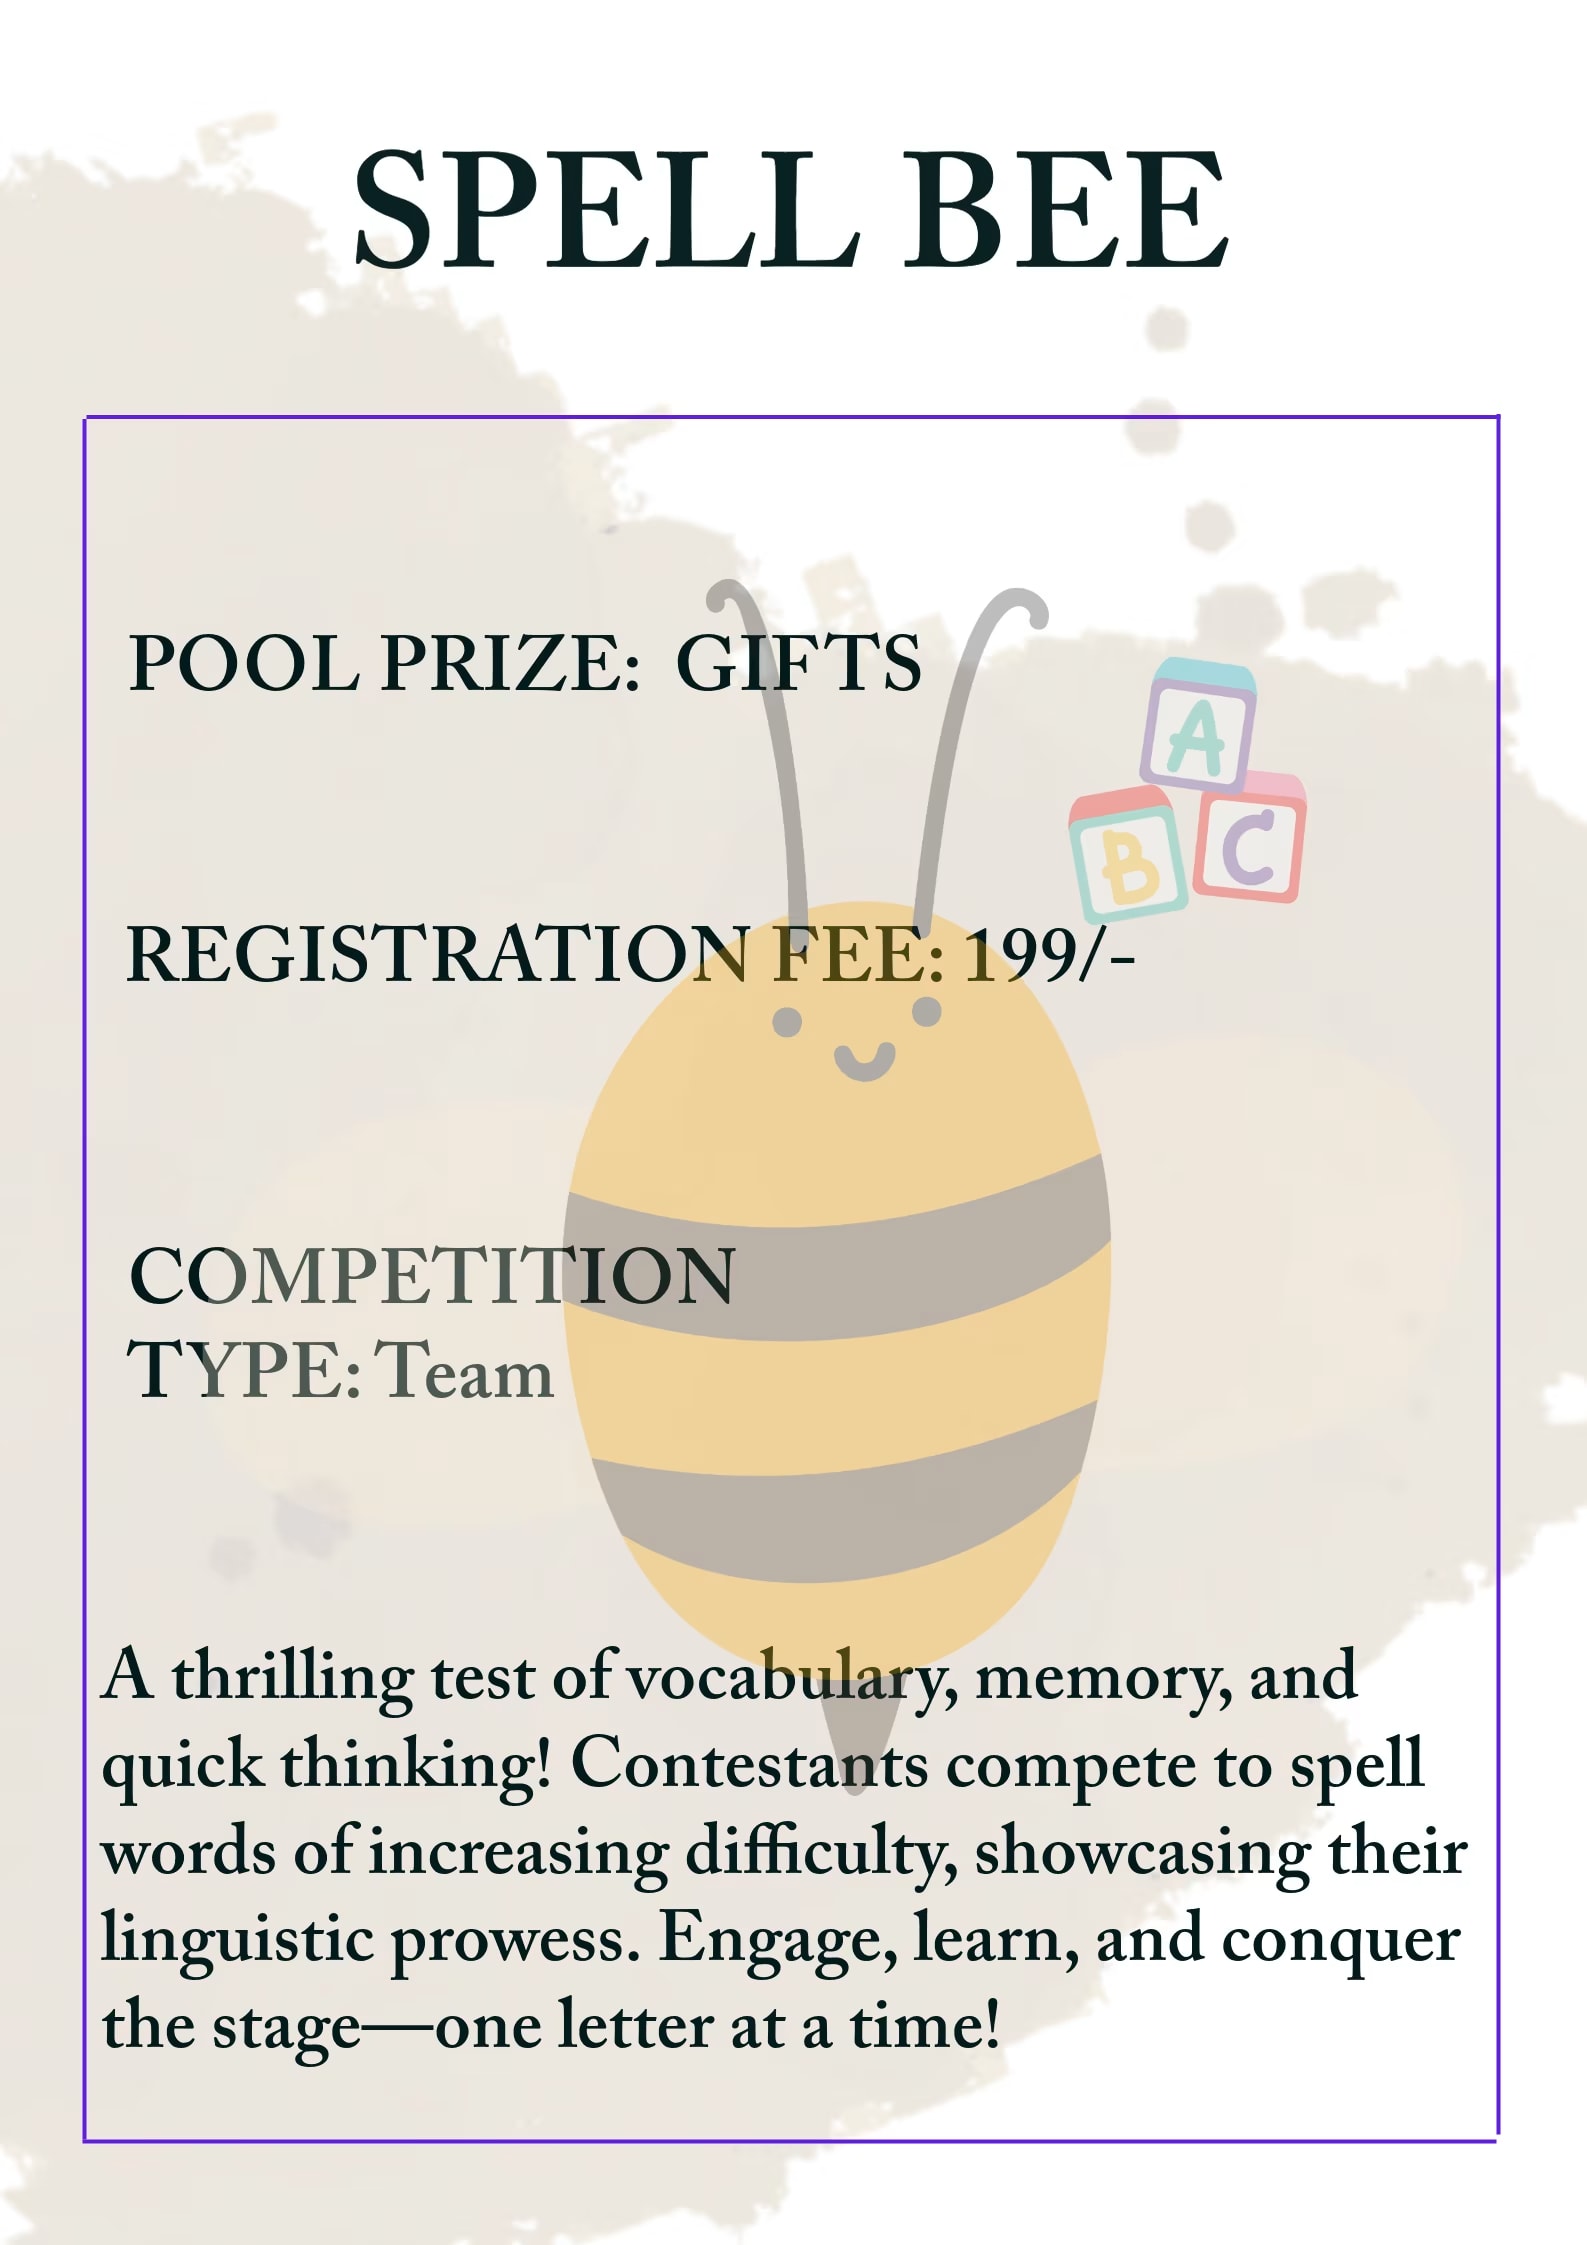 SPELL BEE
POOL PRIZE: GIFTS
A
B
C
REGISTRATION FEE: 199/-
COMPETITION
TYPE: Team
A thrilling test of vocabulary, memory, and
quick thinking! Contestants compete to spell
words of increasing difficulty, showcasing their
linguistic prowess. Engage, learn, and conquer
the stage—one letter at a time!